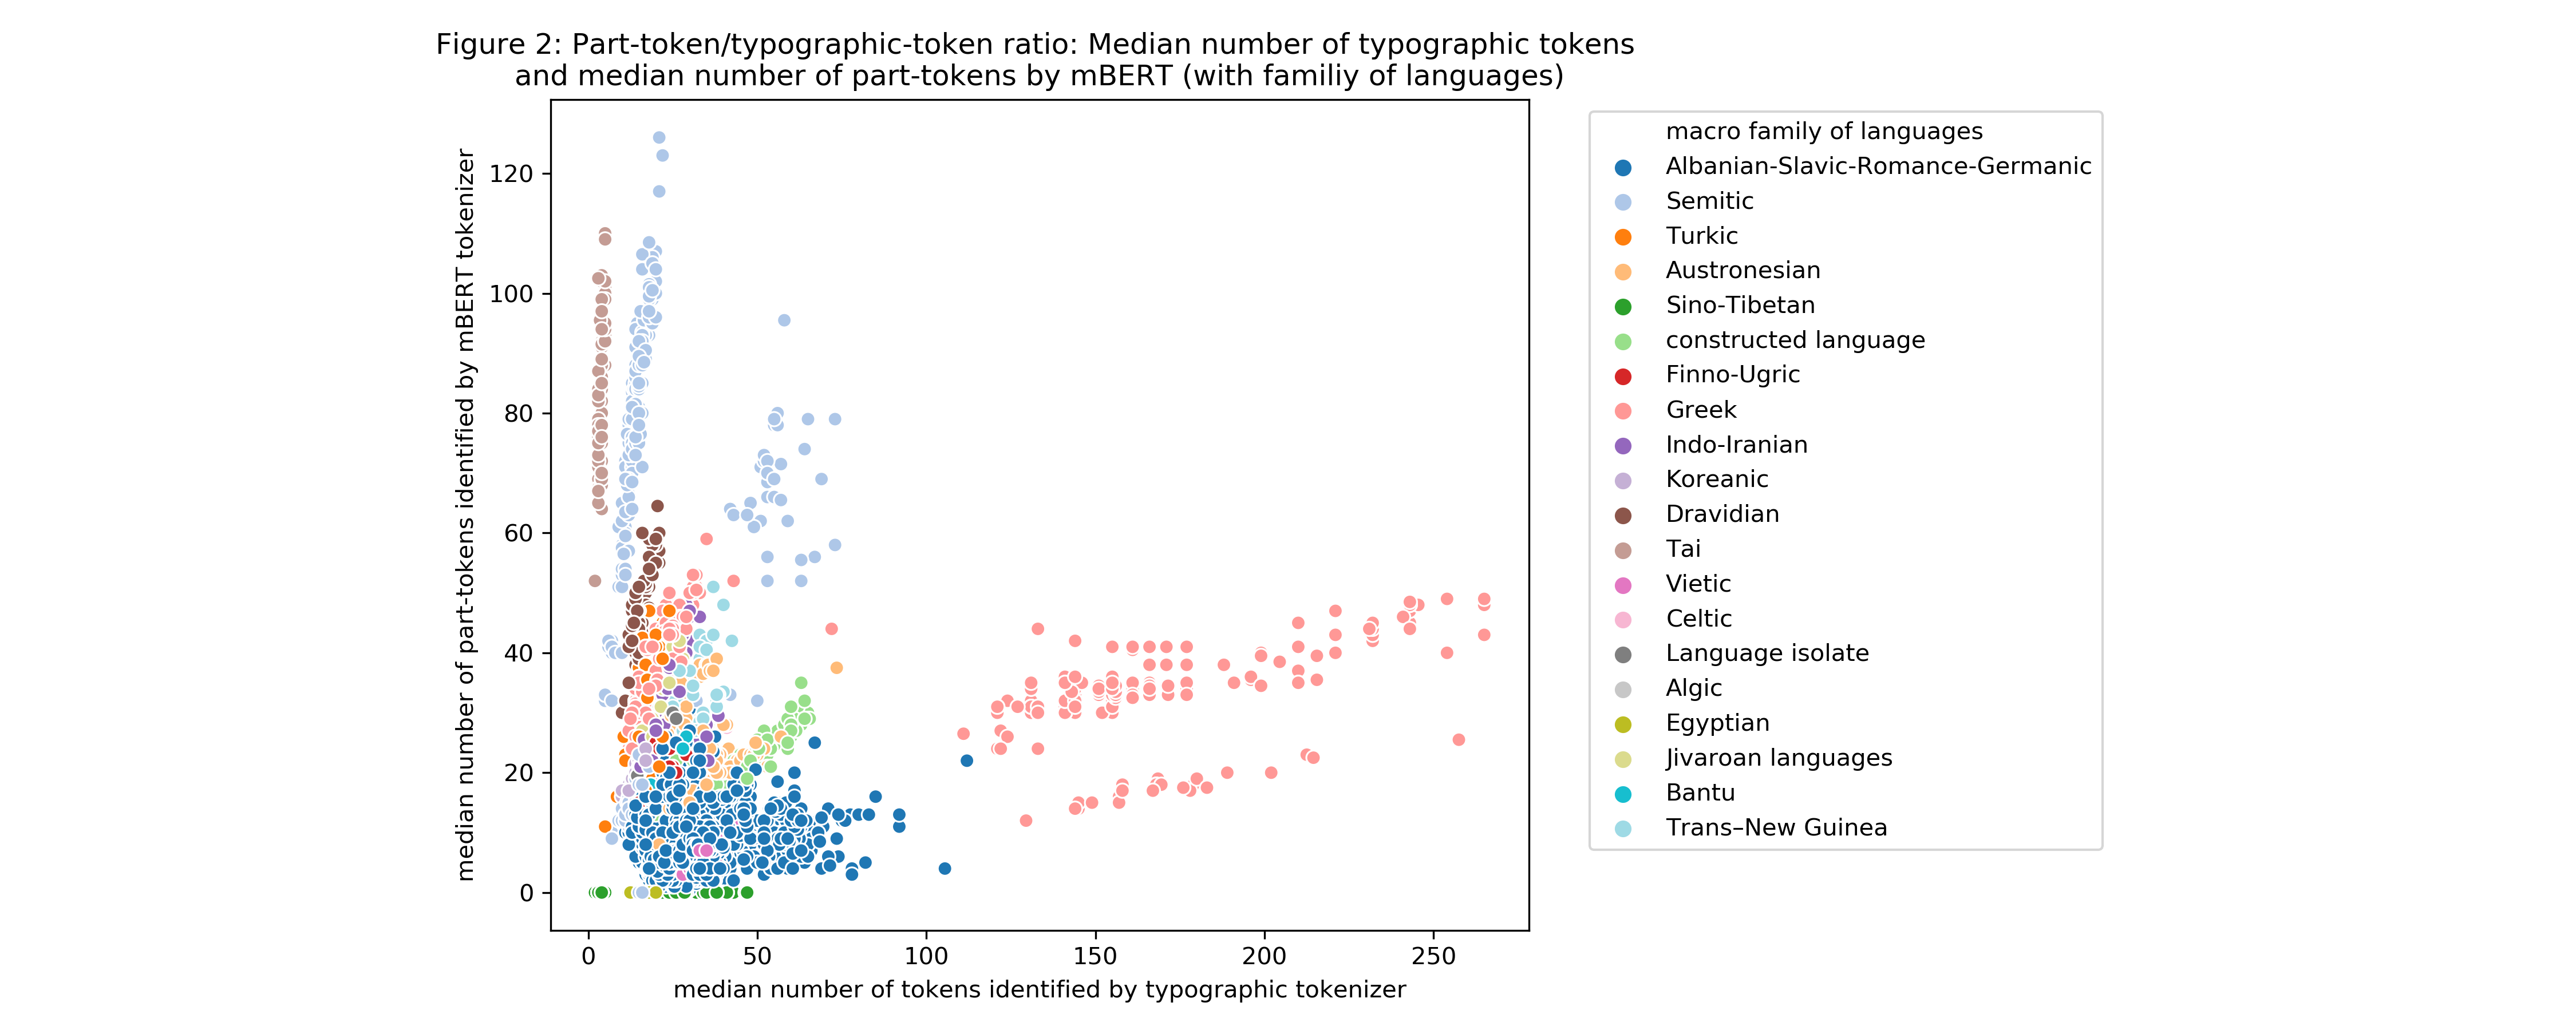 Figure 2: Part-token/typographic-token ratio: Median number of typographic tokens
and median number of part-tokens by mBERT (with familiy of languages)
median number of part-tokens identified by mBERT tokenizer
120
100
80
60
40
20
0
0
50
100
150
200
250
median number of tokens identified by typographic tokenizer
macro family of languages
Albanian-Slavic-Romance-Germanic
Semitic
Turkic
Austronesian
Sino-Tibetan
constructed language
Finno-Ugric
Greek
Indo-Iranian
Koreanic
Dravidian
Tai
Vietic
Celtic
Language isolate
Algic
Egyptian
Jivaroan languages
Bantu
Trans–New Guinea